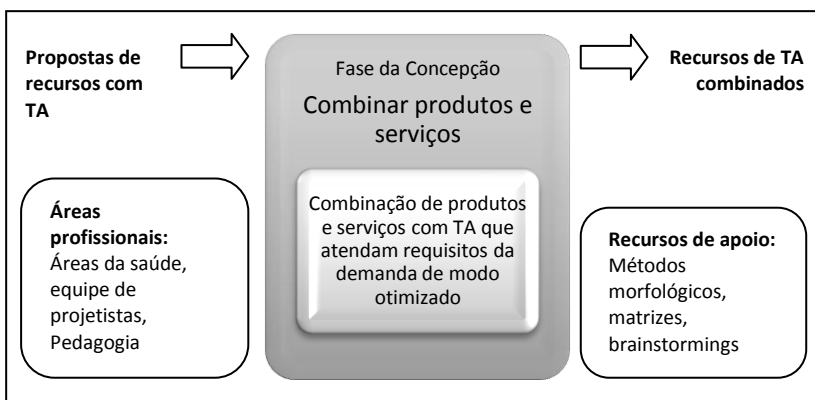 Propostas de
recursos com
TA
Fase da Concepção
Combinar produtos e
serviços
Combinação de produtos
e serviços com TA que
atendam requisitos da
demanda de modo
otimizado
Recursos de TA
combinados
Áreas
profissionais:
Áreas da saúde,
equipe de
projetistas,
Pedagogia
Recursos de apoio:
Métodos
morfológicos,
matrizes,
brainstormings